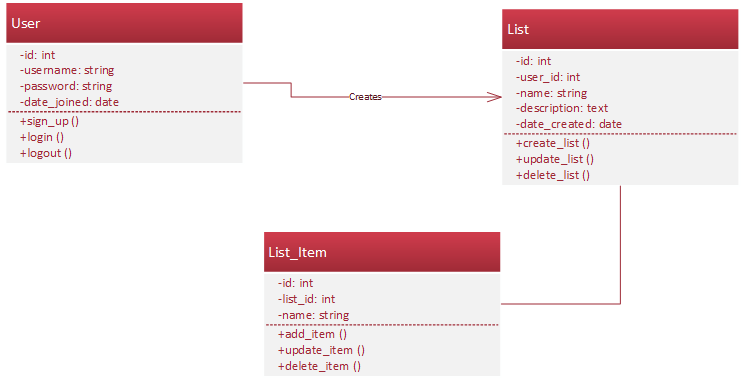 User
-id: int
-username: string
-password: string
-date_joined: date
+sign_up ()
+login ()
+logout ()
Creates
List
-id: int
-user_id: int
-name: string
-description: text
-date_created: date
+create_list ()
+update_list ()
+delete_list ()
List_Item
-id: int
-list_id: int
-name: string
+add_item ()
+update_item ()
+delete_item ()